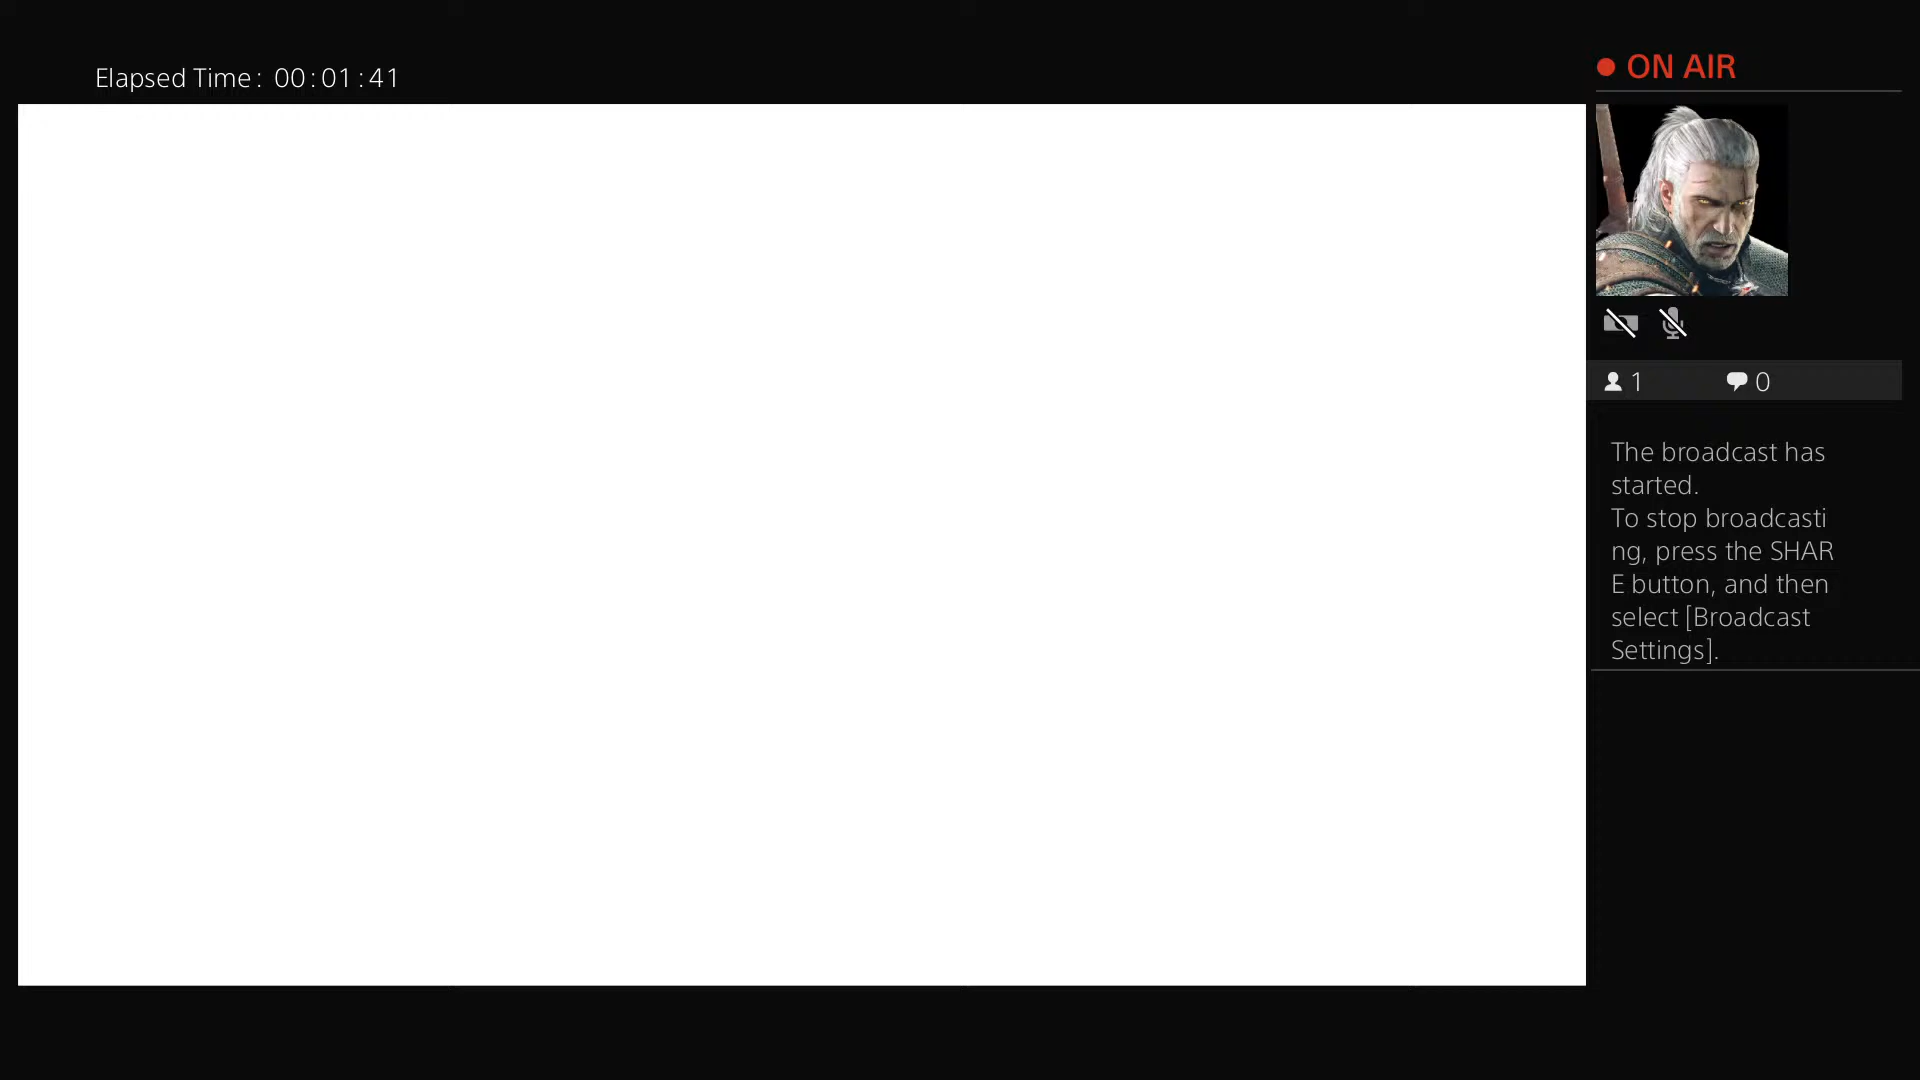 Elapsed Time: 00:01:41
ON AIR
1
0
The broadcast has
started.
To stop broadcasti
ng, press the SHAR
E button, and then
select [Broadcast
Settings].